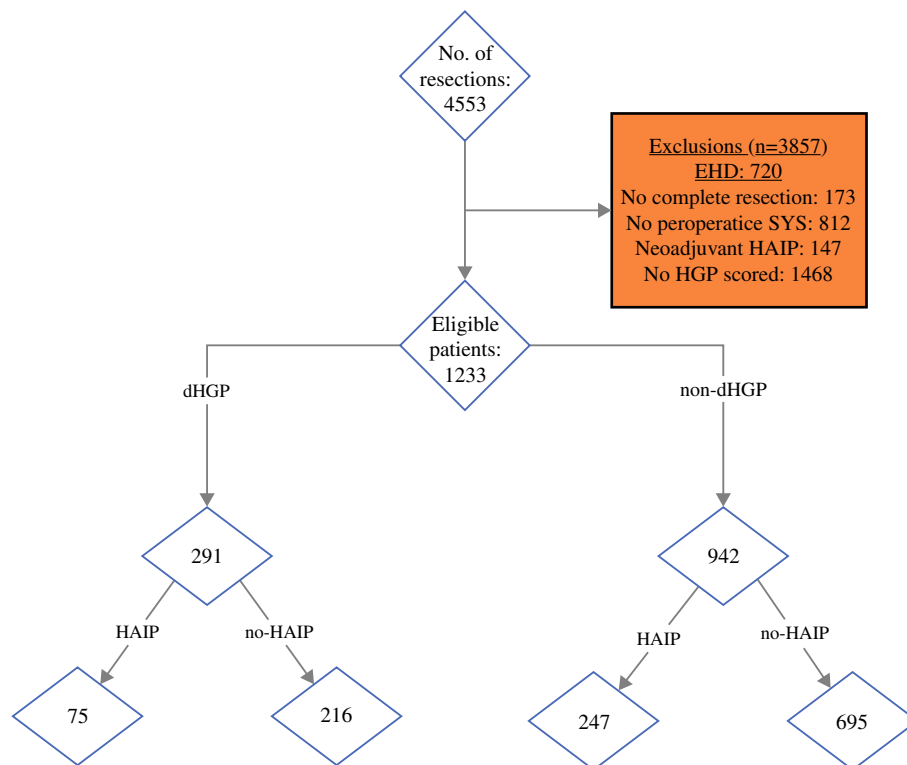 No. of
resections:
4553
Exclusions (n=3857)
EHD: 720
No complete resection: 173
No peroperatice SYS: 812
Neoadjuvant HAIP: 147
No HGP scored: 1468
Eligible
patients:
1233
dHGP
non-dHGP
291
942
HAIP
no-HAIP
HAIP
no-HAIP
75
216
247
695